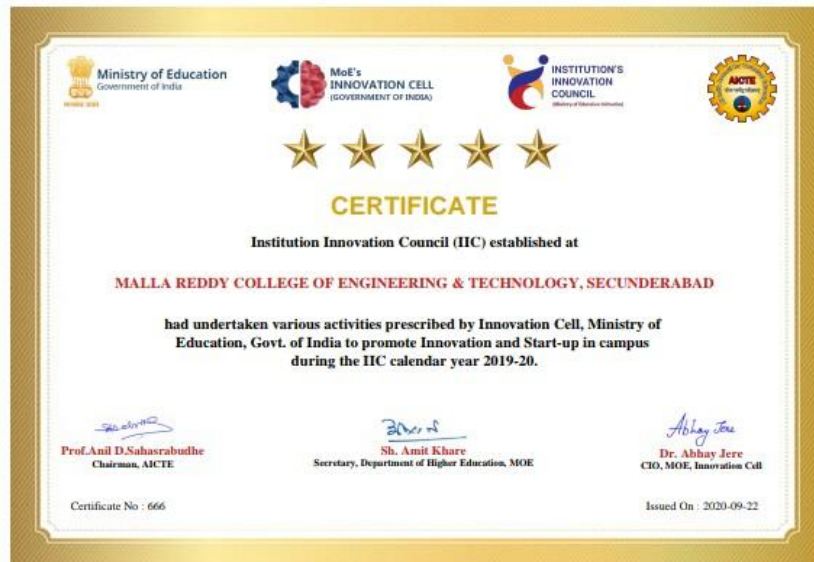 Ministry of Education
Government of India
MoE's
INNOVATION CELL
(GOVERNMENT OF INDIA)
INSTITUTION'S
INNOVATION
COUNCIL
(Ministry of Education Initiative)
AICTE
CERTIFICATE
Institution Innovation Council (IIC) established at
MALLA REDDY COLLEGE OF ENGINEERING & TECHNOLOGY, SECUNDERABAD
had undertaken various activities prescribed by Innovation Cell, Ministry of
Education, Govt. of India to promote Innovation and Start-up in campus
during the IIC calendar year 2019-20.
Abhay Jere
Prof.Anil D.Sahasrabudhe
Chairman, AICTE
Sh. Amit Khare
Secretary, Department of Higher Education, MOE
Dr. Abhay Jere
CIO, MOE, Innovation Cell
Certificate No : 666
Issued On : 2020-09-22